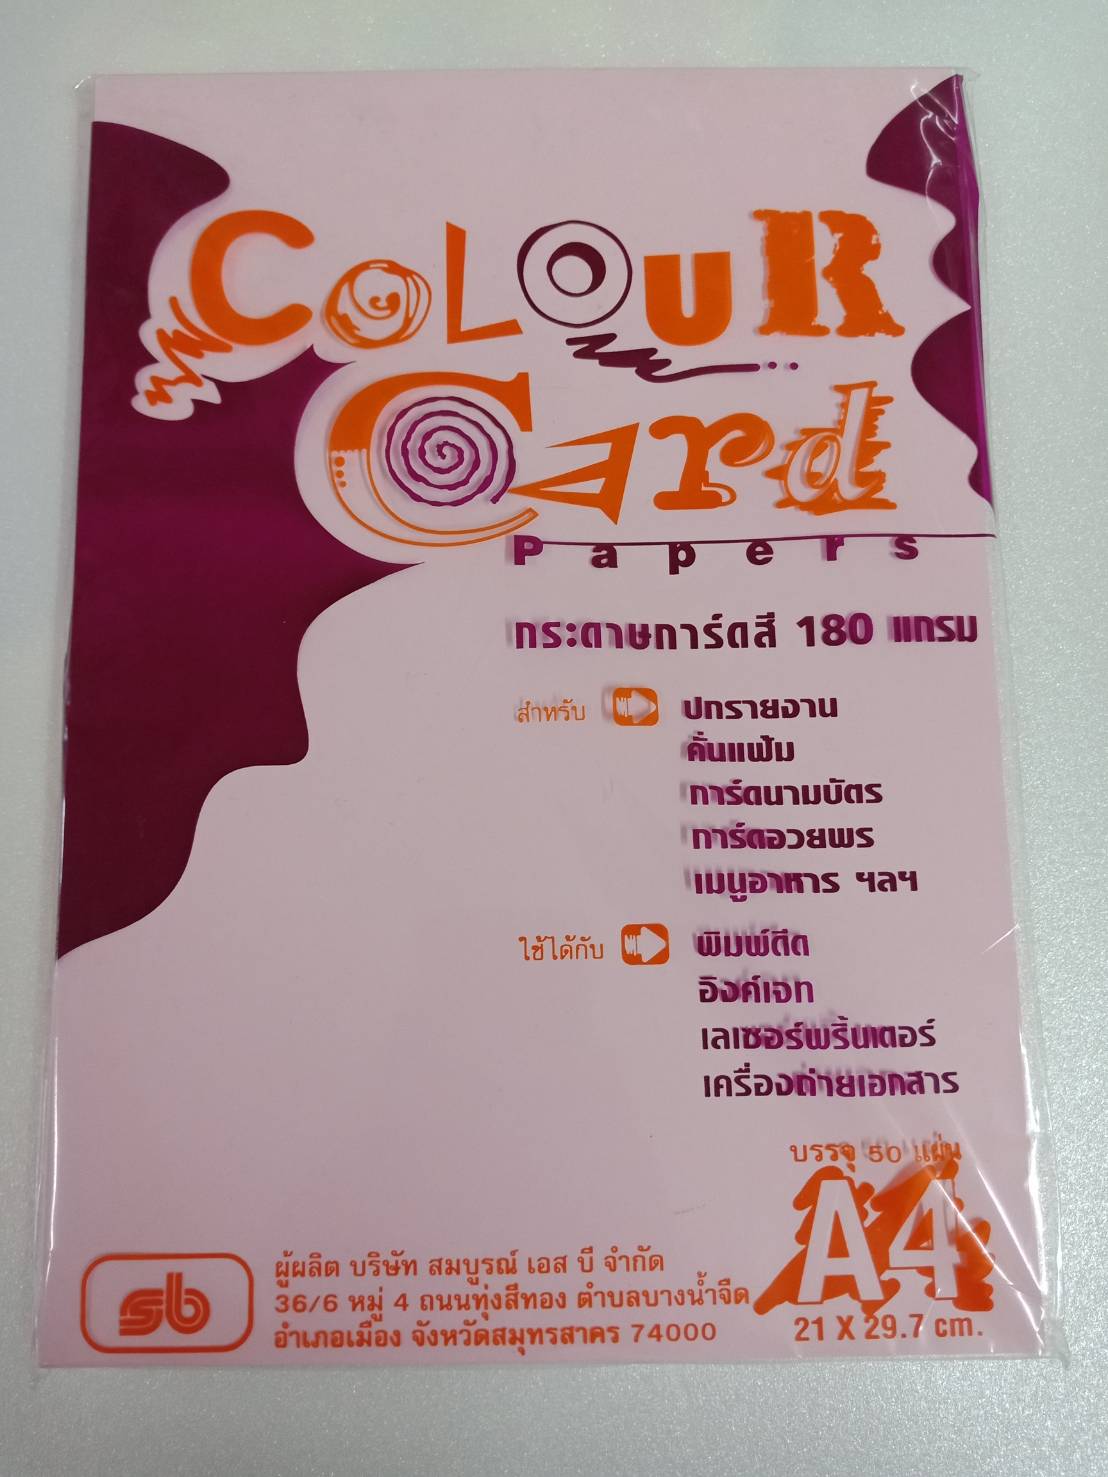 COLOUR
Card
Papers
กระดาษการ์ดสี 180 แกรม
สำหรับ ปกรายงาน
คั่นแฟ้ม
การ์ดนามบัตร
การ์ดอวยพร
เมนูอาหาร ฯลฯ
ใช้ได้กับ พิมพ์ดีด
อิงค์เจท
เลเซอร์พริ้นเตอร์
เครื่องถ่ายเอกสาร
บรรจุ 50 แผ่น
A4
21 X 29.7 cm.
sb
ผู้ผลิต บริษัท สมบูรณ์ เอส บี จำกัด
36/6 หมู่ 4 ถนนทุ่งสีทอง ตำบลบางน้ำจืด
อำเภอเมือง จังหวัดสมุทรสาคร 74000